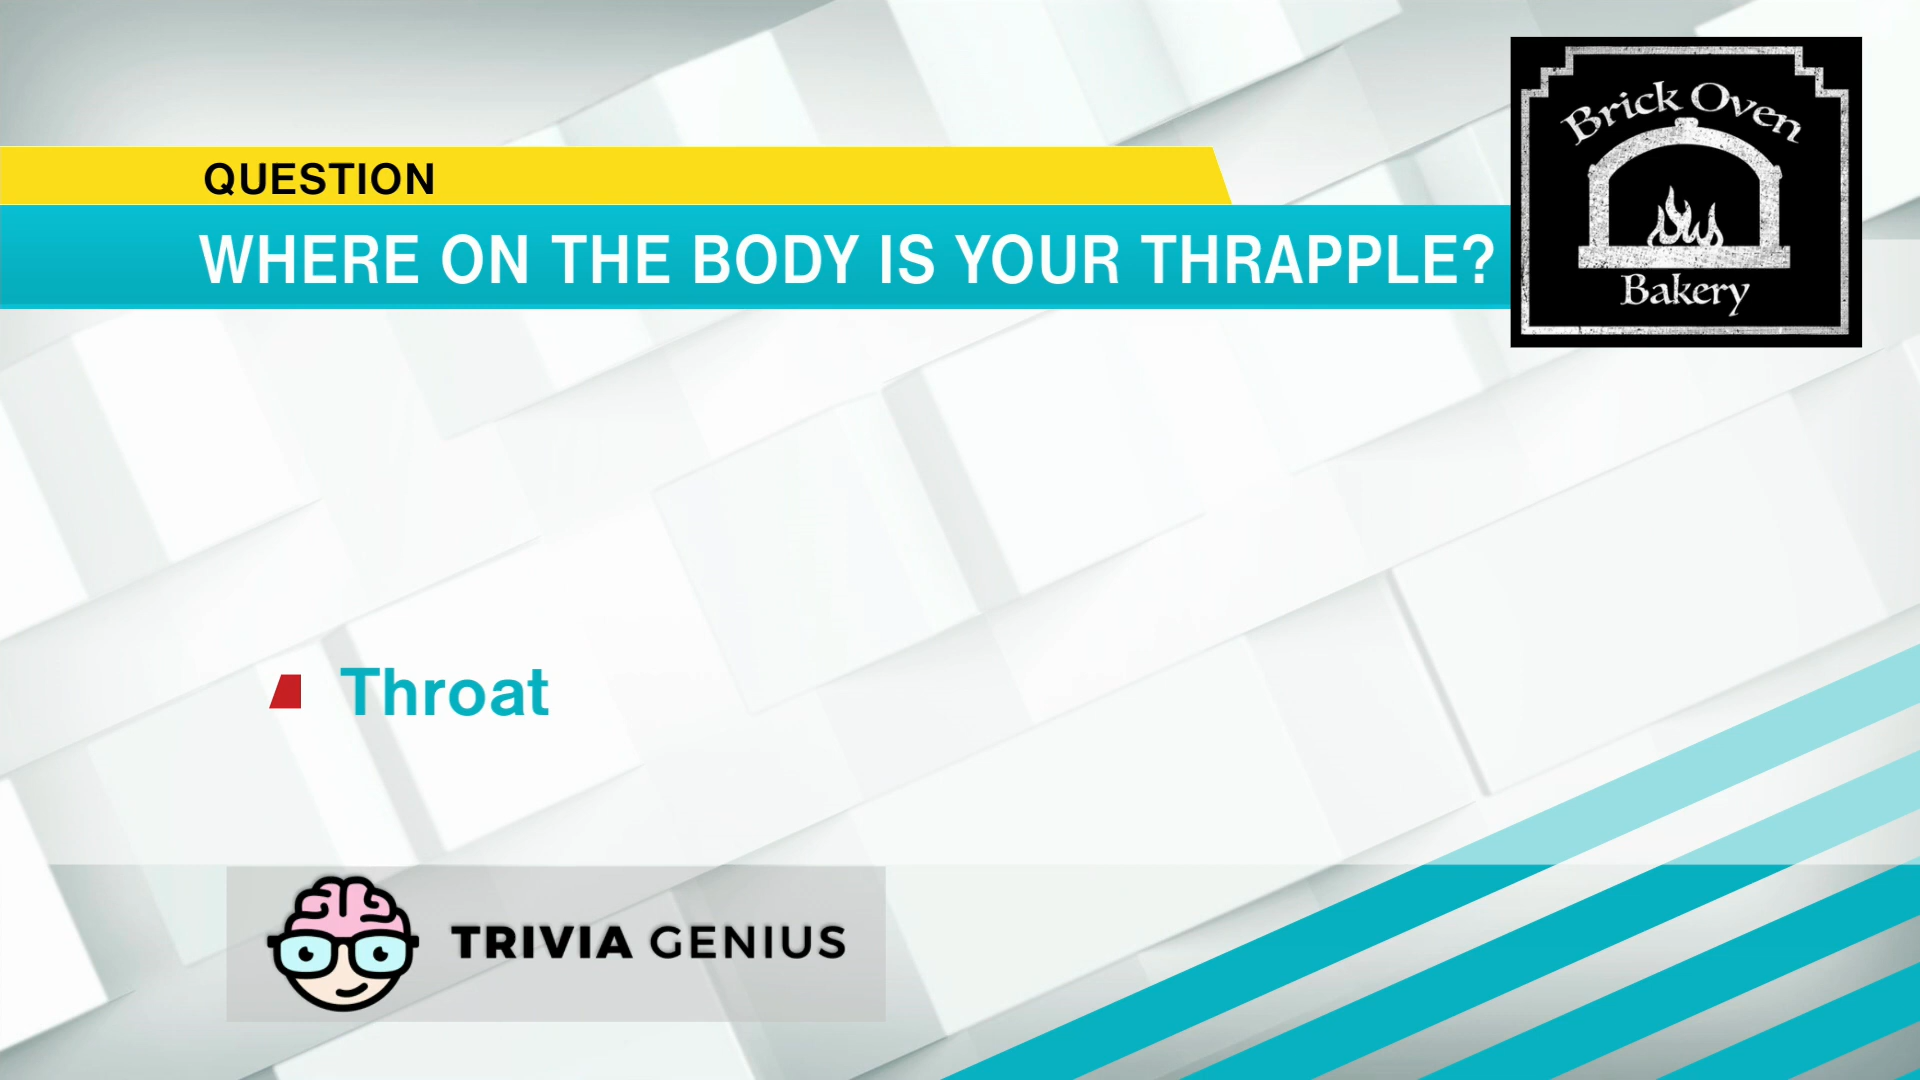 QUESTION
WHERE ON THE BODY IS YOUR THRAPPLE?
Brick Oven
Bakery
Throat
TRIVIA GENIUS